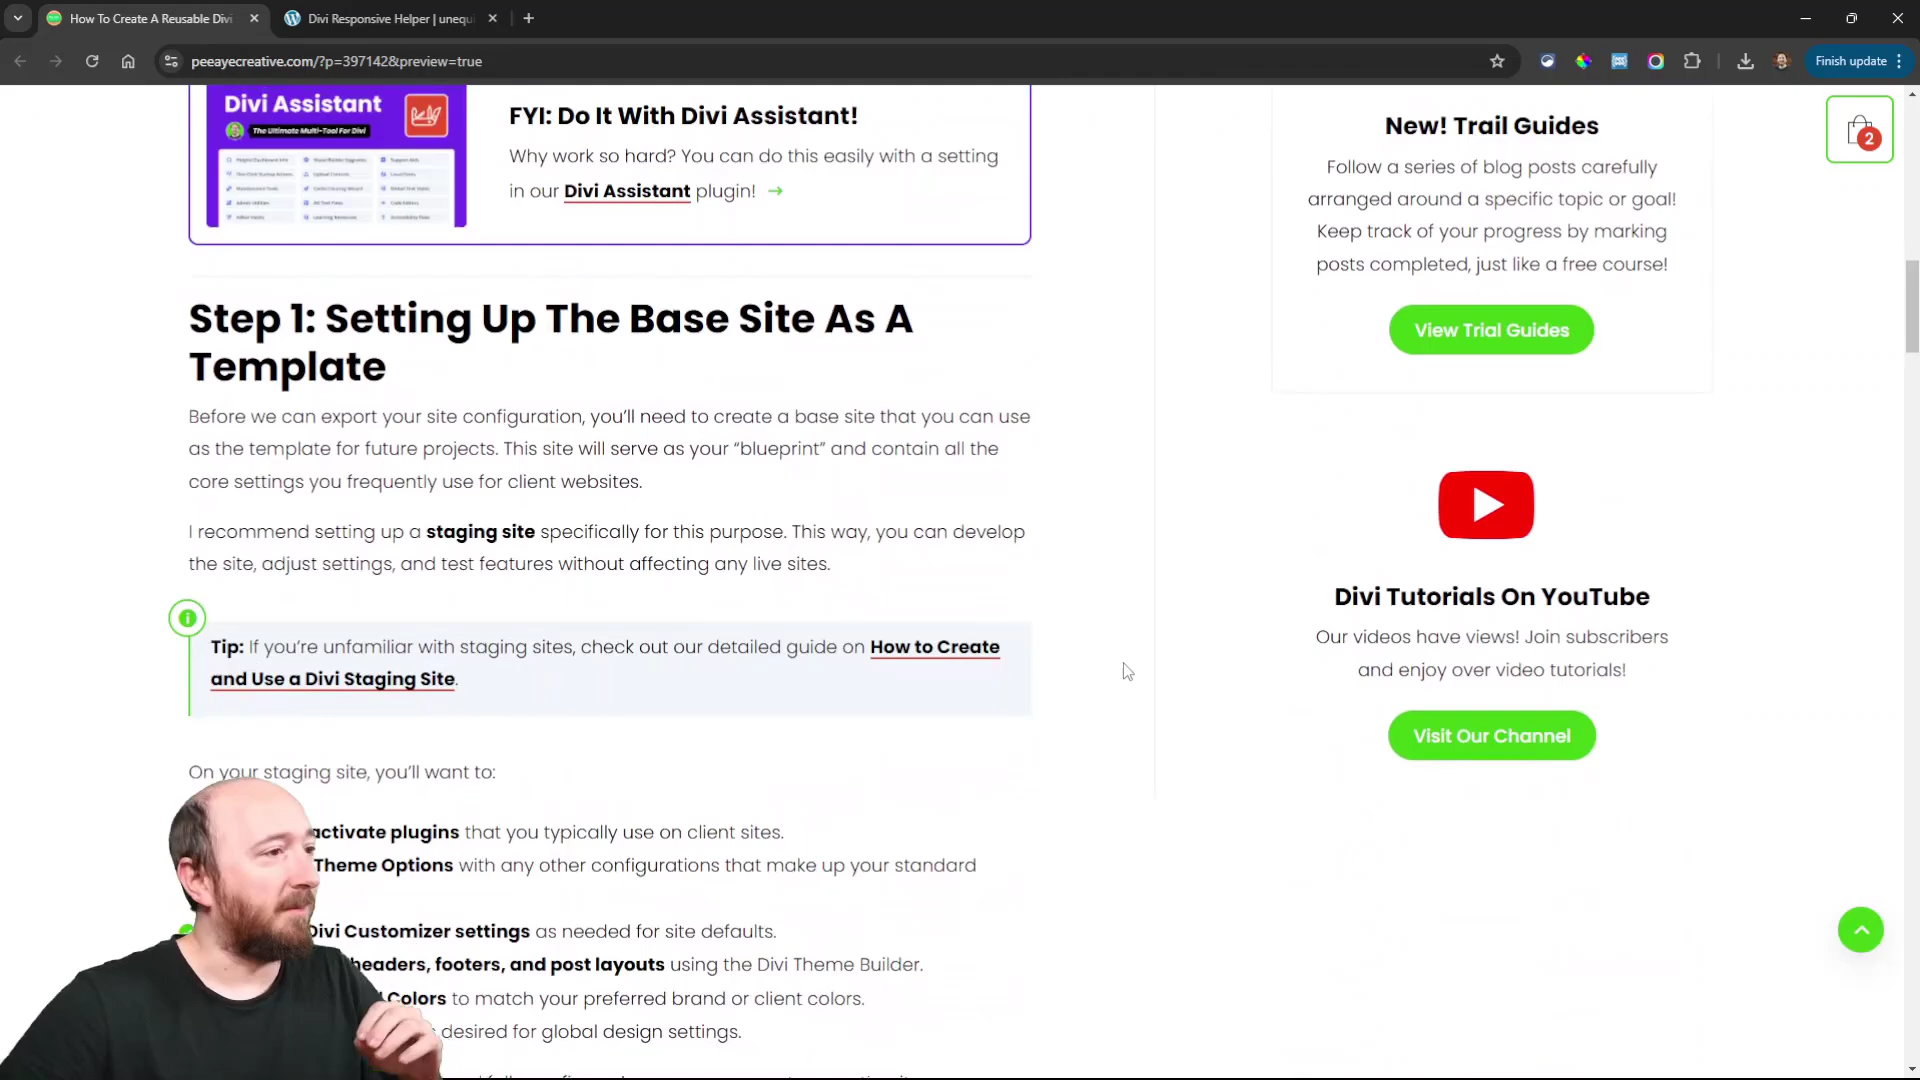 How To Create A Reusable Divi
Divi Responsive Helper | unequ
peeayecreative.com/?p=397142&preview=true
Finish update
Divi Assistant
The Ultimate Multi-Tool For Divi
FYI: Do It With Divi Assistant!
Why work so hard? You can do this easily with a setting
in our Divi Assistant plugin!
Step 1: Setting Up The Base Site As A
Template
Before we can export your site configuration, you’ll need to create a base site that you can use
as the template for future projects. This site will serve as your “blueprint” and contain all the
core settings you frequently use for client websites.
I recommend setting up a staging site specifically for this purpose. This way, you can develop
the site, adjust settings, and test features without affecting any live sites.
Tip: If you’re unfamiliar with staging sites, check out our detailed guide on How to Create
and Use a Divi Staging Site.
On your staging site, you’ll want to:
activate plugins that you typically use on client sites.
Theme Options with any other configurations that make up your standard
Divi Customizer settings as needed for site defaults.
headers, footers, and post layouts using the Divi Theme Builder.
Colors to match your preferred brand or client colors.
desired for global design settings.
New! Trail Guides
Follow a series of blog posts carefully
arranged around a specific topic or goal!
Keep track of your progress by marking
posts completed, just like a free course!
View Trial Guides
Divi Tutorials On YouTube
Our videos have views! Join subscribers
and enjoy over video tutorials!
Visit Our Channel
2